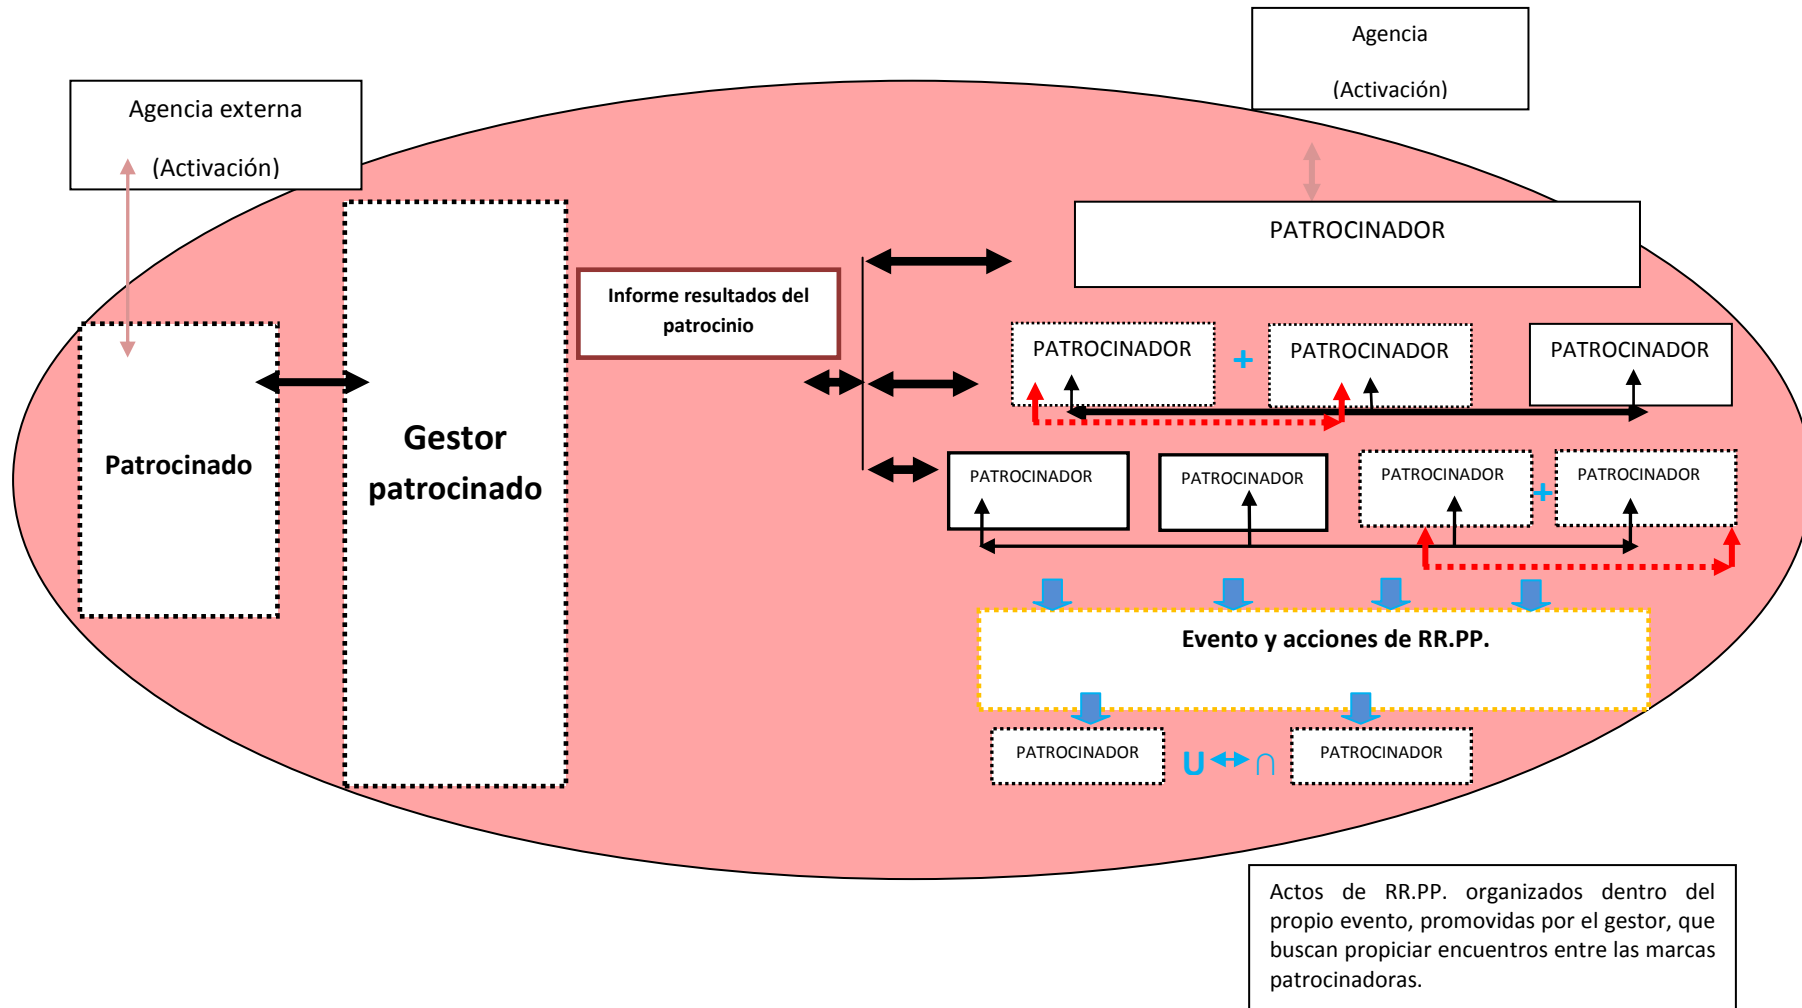 Agencia
(Activación)
Agencia externa
(Activación)
PATROCINADOR
Informe resultados del
patrocinio
PATROCINADOR
+
PATROCINADOR
PATROCINADOR
Gestor
patrocinado
Patrocinado
PATROCINADOR
PATROCINADOR
PATROCINADOR
+
PATROCINADOR
Evento y acciones de RR.PP.
PATROCINADOR
U
∩
PATROCINADOR
Actos de RR.PP. organizados dentro del
propio evento, promovidas por el gestor, que
buscan propiciar encuentros entre las marcas
patrocinadoras.